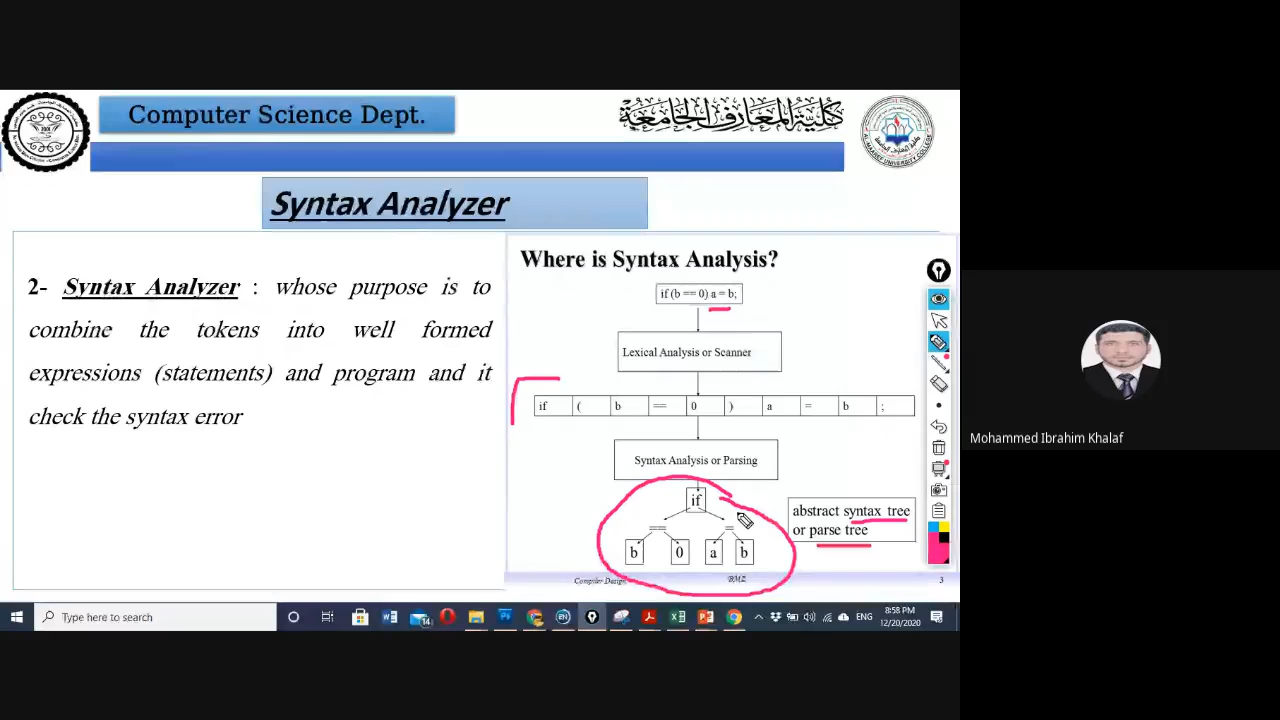 Computer Science Dept.
كلية المعارف الجامعة
Syntax Analyzer
2- Syntax Analyzer : whose purpose is to
combine the tokens into well formed
expressions (statements) and program and it
check the syntax error
Where is Syntax Analysis?
if (b == 0) a = b;
Lexical Analysis or Scanner
if ( b == 0 ) a = b ;
Syntax Analysis or Parsing
if
== =
b 0 a b
abstract syntax tree
or parse tree
Compiler Design
BMZ
3
Mohammed Ibrahim Khalaf
Type here to search
14
EN
ENG
8:58 PM
12/20/2020